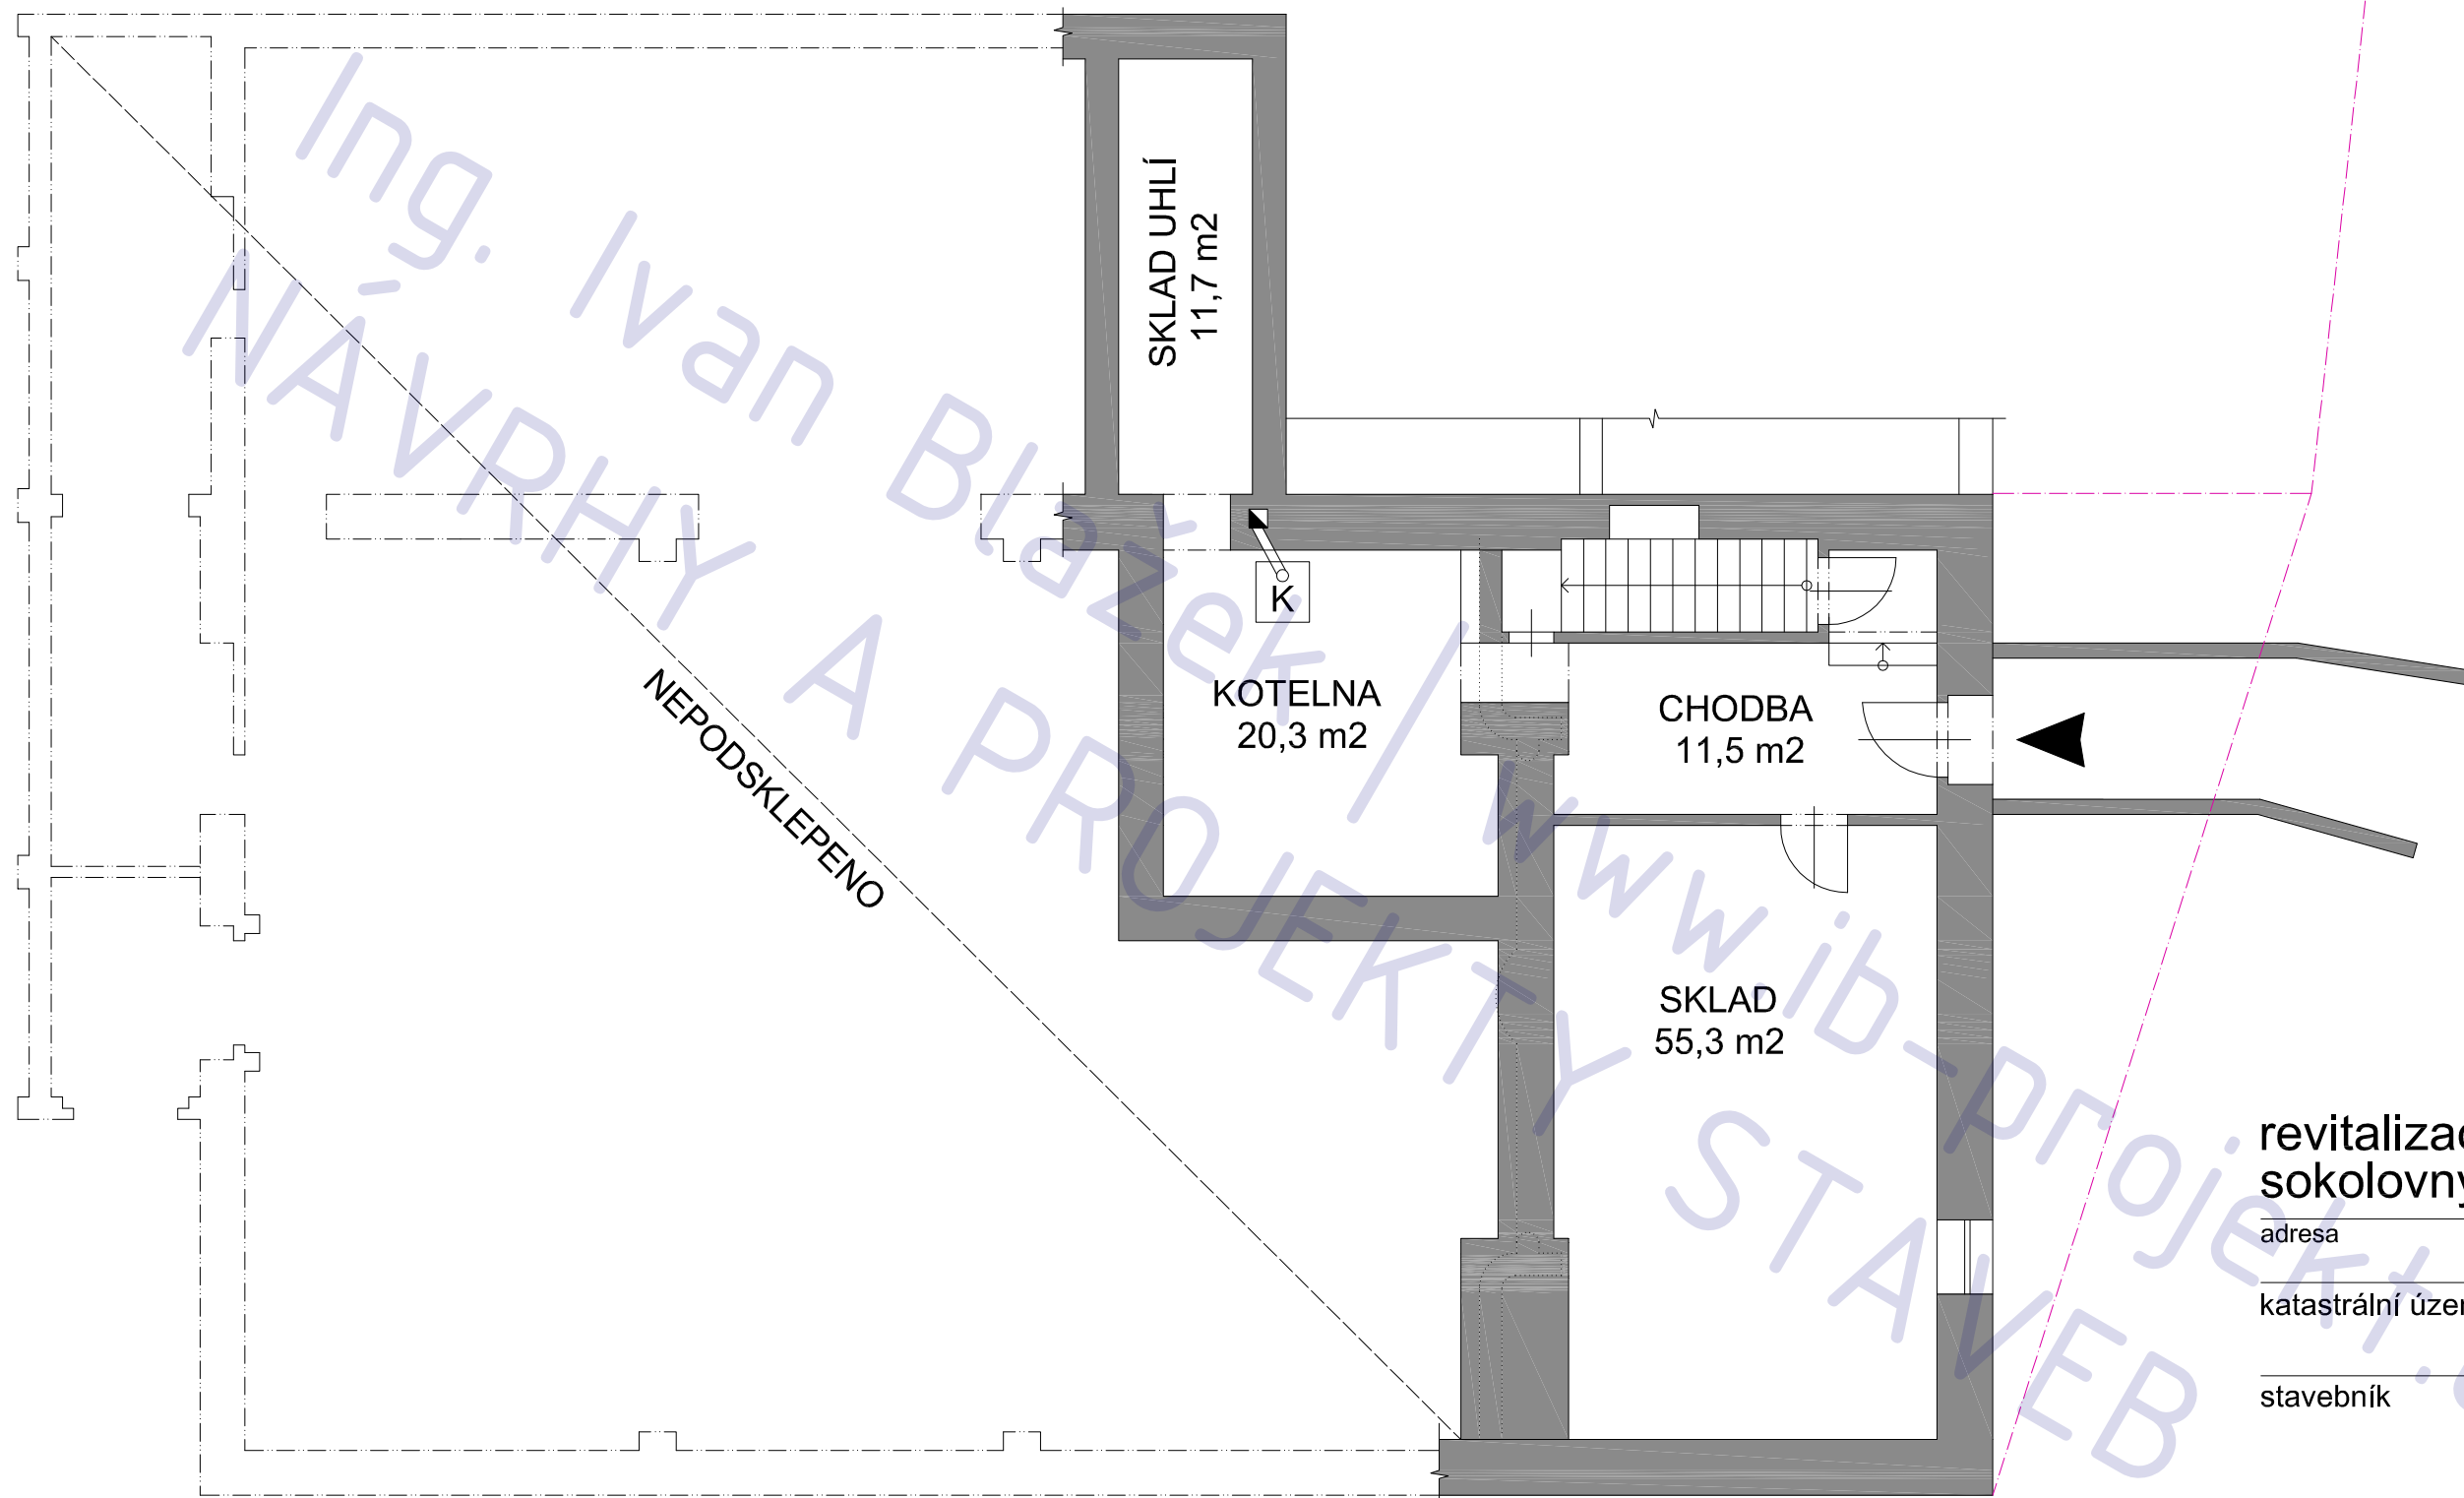 SKLAD UHLÍ
11,7 m2
K
KOTELNA
20,3 m2
CHODBA
11,5 m2
NEPODSKLEPENO
SKLAD
55,3 m2
Ing. Ivan Blažek / www.ib-projekt.
NÁVRHY A PROJEKTY STAVEB
revitalizac
sokolovny
adresa
katastrální územ
stavebník